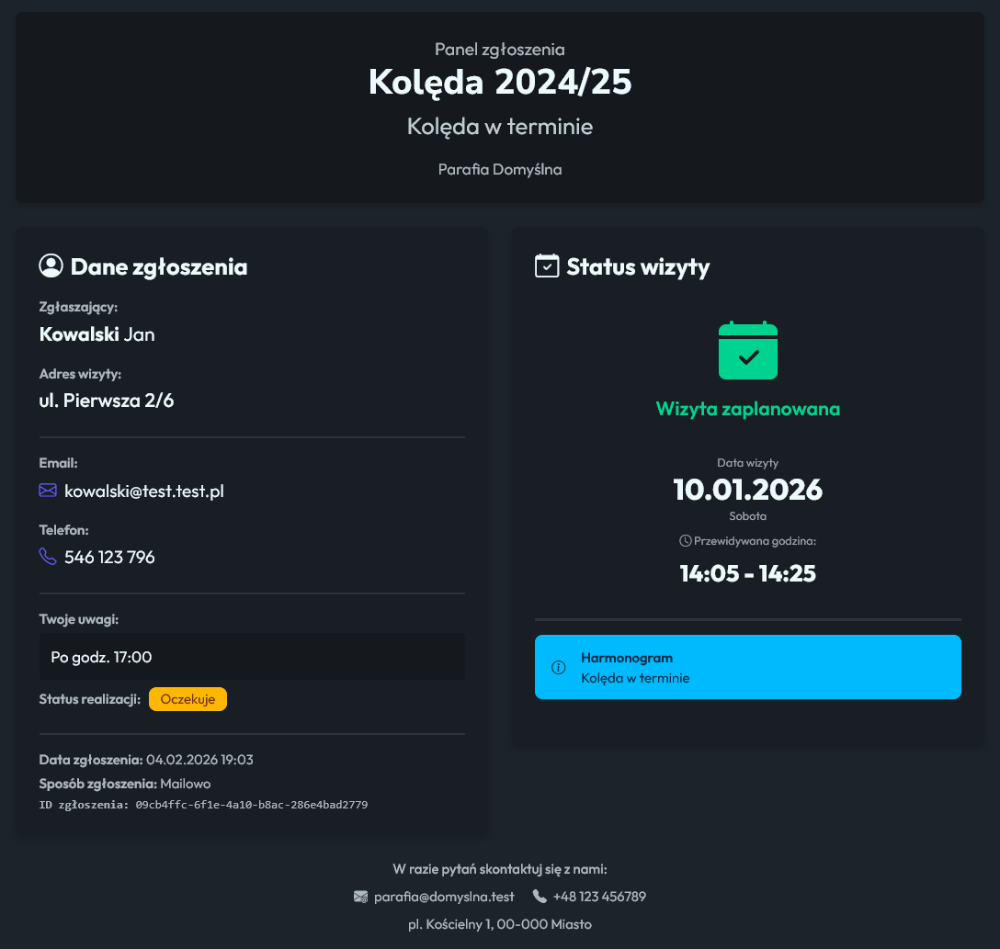 Panel zgłoszenia
Kolęda 2024/25
Kolęda w terminie
Parafia Domyślna
Dane zgłoszenia
Zgłaszający:
Kowalski Jan
Adres wizyty:
ul. Pierwsza 2/6
Email:
kowalski@test.test.pl
Telefon:
546 123 796
Twoje uwagi:
Po godz. 17:00
Status realizacji: Oczekuje
Data zgłoszenia: 04.02.2026 19:03
Sposób zgłoszenia: Mailowo
ID zgłoszenia: 09cb4ffc-6f1e-4a10-b8ac-286e4bad2779
Status wizyty
Wizyta zaplanowana
Data wizyty
10.01.2026
Sobota
Przewidywana godzina:
14:05 - 14:25
Harmonogram
Kolęda w terminie
W razie pytań skontaktuj się z nami:
parafia@domyslna.test +48 123 456789
pl. Kościelny 1, 00-000 Miasto